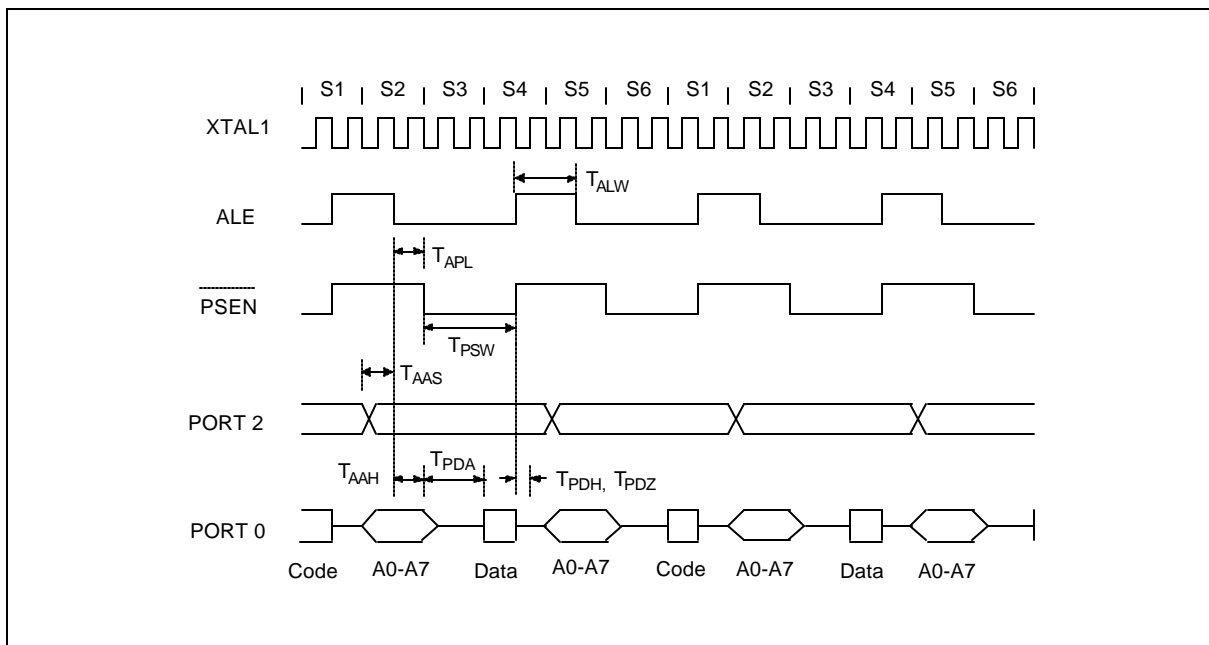 S1 S2 S3 S4 S5 S6 S1 S2 S3 S4 S5 S6
XTAL1
TALW
ALE
TAPL
PSEN
TPSW
TAAS
PORT 2
TAAH TPDA TPDH, TPDZ
PORT 0
Code A0-A7 Data A0-A7 Code A0-A7 Data A0-A7